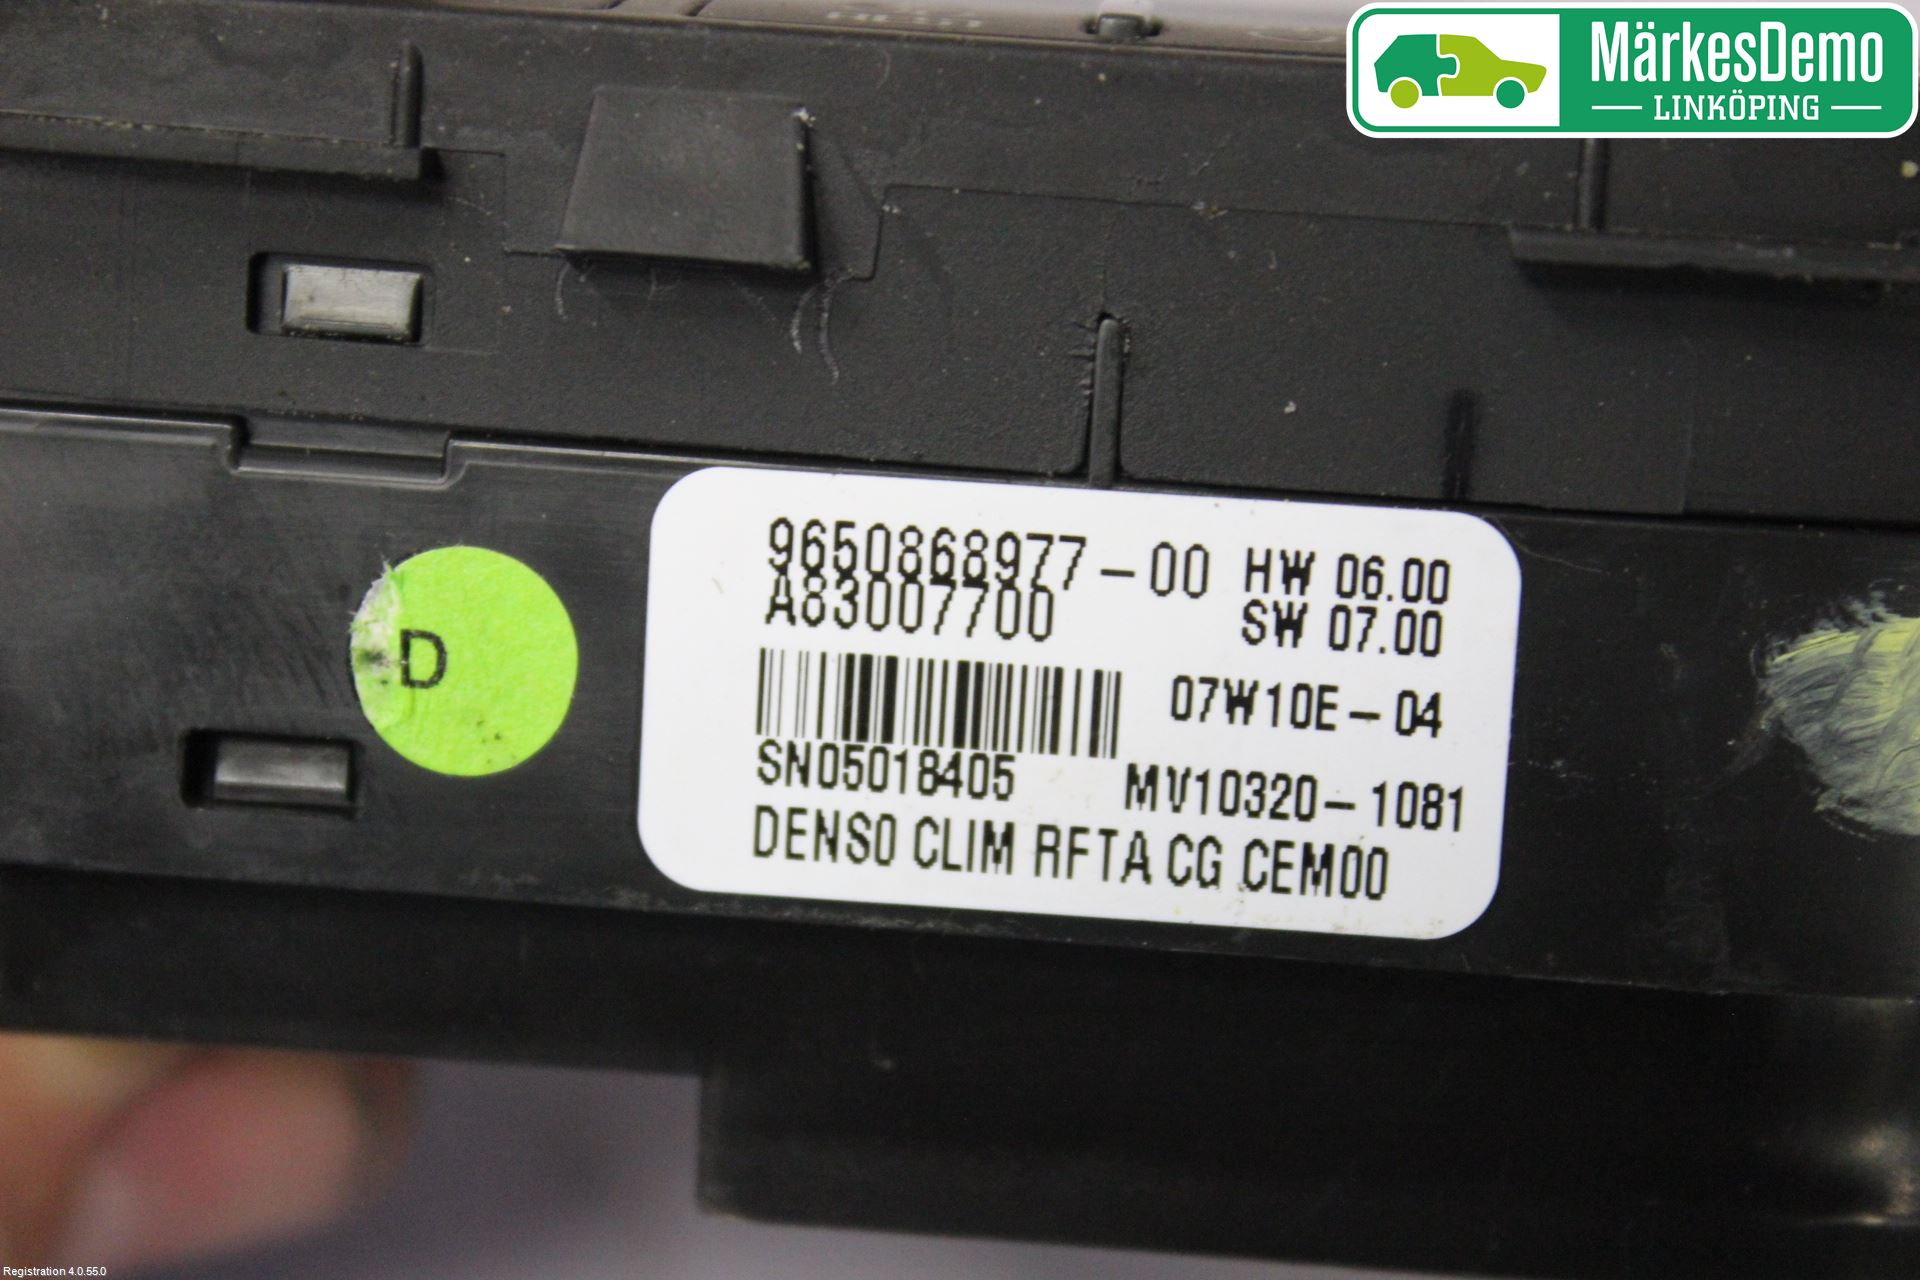 MärkesDemo
LINKÖPING
9650868977-00 HW 06.00
A83007700 SW 07.00
D
07W10E-04
SN05018405 MV10320-1081
DENSO CLIM RFTA CG CEM00
Registration 4.0.55.0